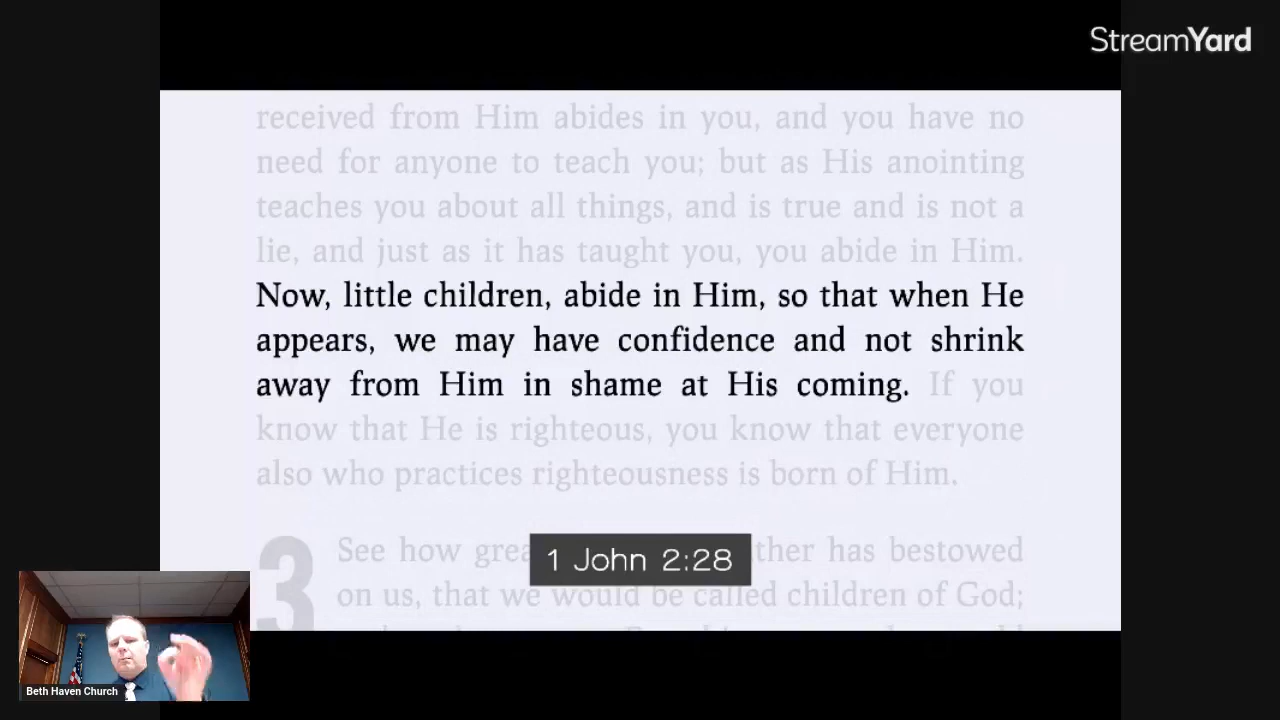 StreamYard
received from Him abides in you, and you have no
need for anyone to teach you; but as His anointing
teaches you about all things, and is true and is not a
lie, and just as it has taught you, you abide in Him.
Now, little children, abide in Him, so that when He
appears, we may have confidence and not shrink
away from Him in shame at His coming. If you
know that He is righteous, you know that everyone
also who practices righteousness is born of Him.
3 See how has bestowed
1 John 2:28
on us, that we would be called children of God;
Beth Haven Church